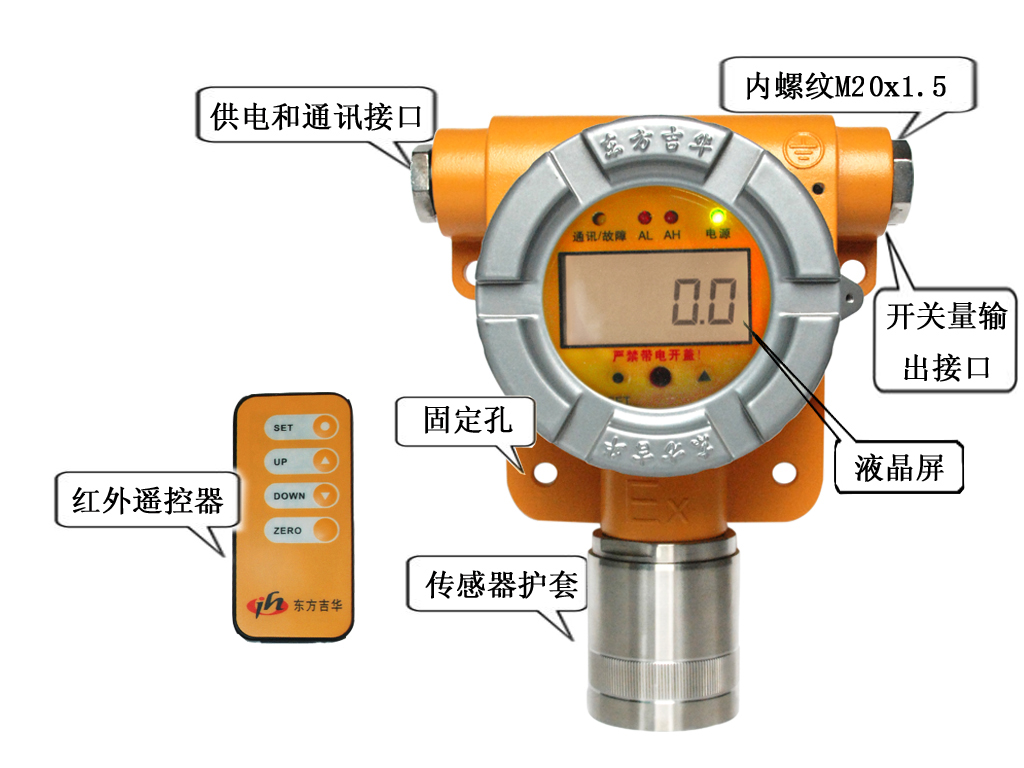 内螺纹M20x1.5
供电和通讯接口
东方吉华
通讯/故障 AL AH 电源
0.0
开关量输
出接口
严禁带电开盖!
固定孔
液晶屏
SET
UP
DOWN
ZERO
红外遥控器
Ex
传感器护套
jh 东方吉华